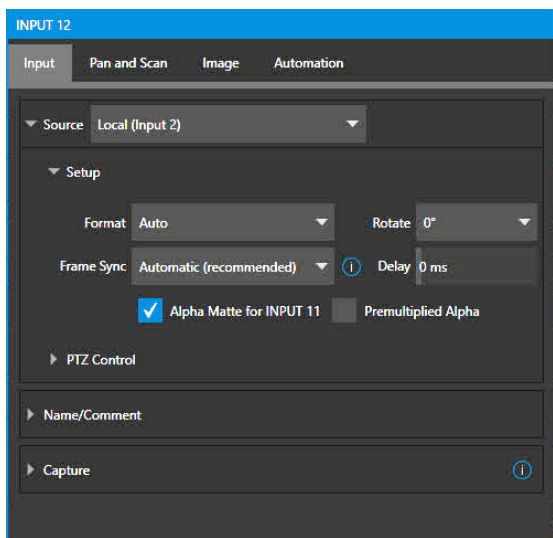 INPUT 12
Input Pan and Scan Image Automation
Source Local (Input 2)
Setup
Format Auto Rotate 0°
Frame Sync Automatic (recommended) i Delay 0 ms
Alpha Matte for INPUT 11 Premultiplied Alpha
PTZ Control
Name/Comment
Capture i